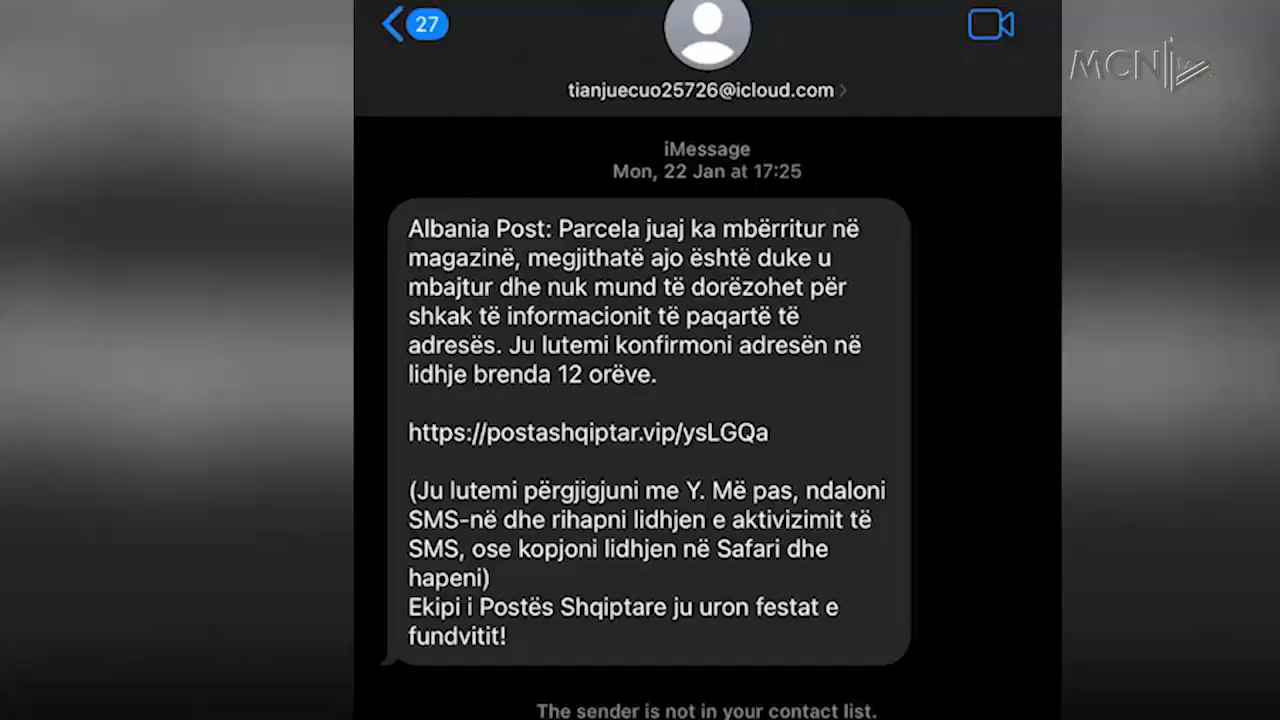 27
MCN
tianjuecuo25726@icloud.com
iMessage
Mon, 22 Jan at 17:25
Albania Post: Parcela juaj ka mbërritur në
magazinë, megjithatë ajo është duke u
mbajtur dhe nuk mund të dorëzohet për
shkak të informacionit të paqartë të
adresës. Ju lutemi konfirmoni adresën në
lidhje brenda 12 orëve.
https://postashqiptar.vip/ysLGQa
(Ju lutemi përgjigjuni me Y. Më pas, ndaloni
SMS-në dhe rihapni lidhjen e aktivizimit të
SMS, ose kopjoni lidhjen në Safari dhe
hapeni)
Ekipi i Postës Shqiptare ju uron festat e
fundvitit!
The sender is not in your contact list.